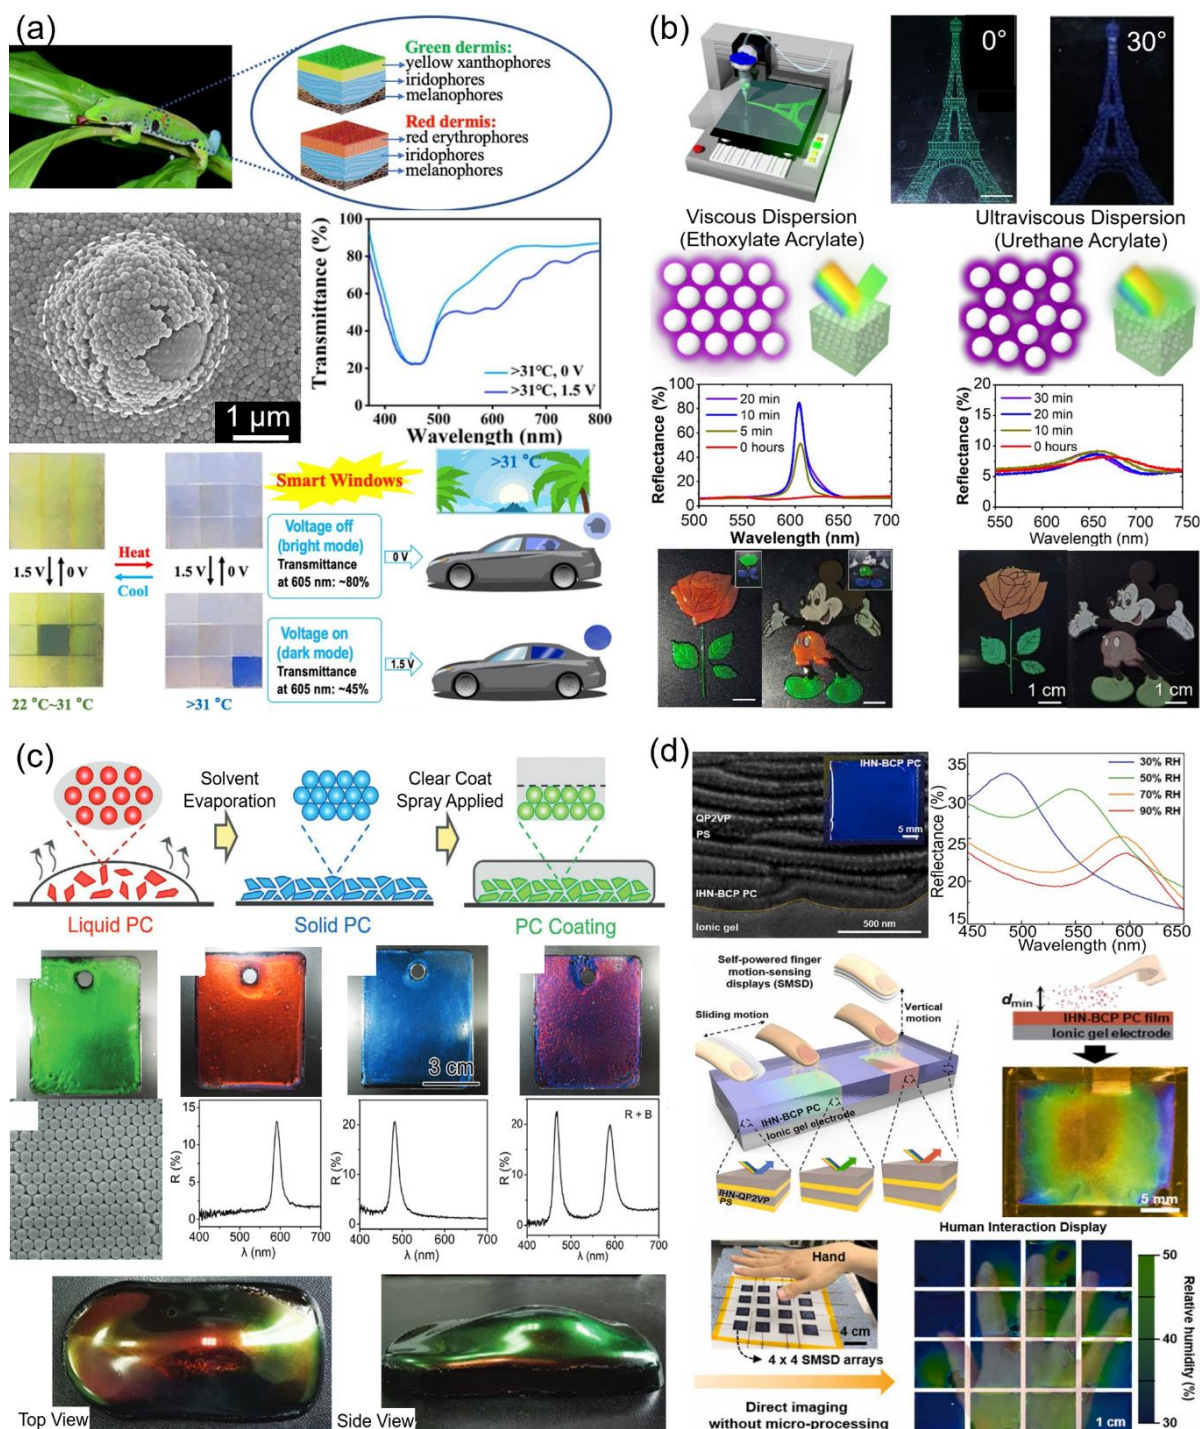 (a)
Green dermis:
yellow xanthophores
iridophores
melanophores
Red dermis:
red erythrophores
iridophores
melanophores
1 µm
Transmittance (%)
100
80
60
40
20
0
400 500 600 700 800
Wavelength (nm)
>31°C, 0 V
>31°C, 1.5 V
1.5 V
0 V
Heat
Cool
1.5 V
0 V
22 °C~31 °C
>31 °C
Smart Windows
>31 °C
Voltage off
(bright mode)
Transmittance
at 605 nm: ~80%
0 V
Voltage on
(dark mode)
Transmittance
at 605 nm: ~45%
1.5 V
(b)
0°
30°
Viscous Dispersion
(Ethoxylate Acrylate)
Ultraviscous Dispersion
(Urethane Acrylate)
Reflectance (%)
100
80
60
40
20
0
500 550 600 650 700
Wavelength (nm)
20 min
10 min
5 min
0 hours
Reflectance (%)
20
15
10
5
0
550 600 650 700 750
Wavelength (nm)
30 min
20 min
10 min
0 hours
1 cm
1 cm
(c)
Solvent
Evaporation
Clear Coat
Spray Applied
Liquid PC
Solid PC
PC Coating
3 cm
R (%)
15
10
5
0
400 500 600 700
λ (nm)
R (%)
20
10
0
400 500 600 700
λ (nm)
R + B
R (%)
20
10
0
400 500 600 700
λ (nm)
Top View
Side View
(d)
IHN-BCP PC
5 mm
QP2VP
PS
IHN-BCP PC
Ionic gel
500 nm
Reflectance (%)
35
30
25
20
15
450 500 550 600 650
Wavelength (nm)
30% RH
50% RH
70% RH
90% RH
Self-powered finger
motion-sensing
displays (SMSD)
Sliding motion
Vertical
motion
IHN-BCP PC
Ionic gel electrode
IHN-QP2VP
PS
dmin
IHN-BCP PC film
Ionic gel electrode
5 mm
Human Interaction Display
Hand
4 cm
4 x 4 SMSD arrays
Direct imaging
without micro-processing
1 cm
50
40
30
Relative humidity (%)